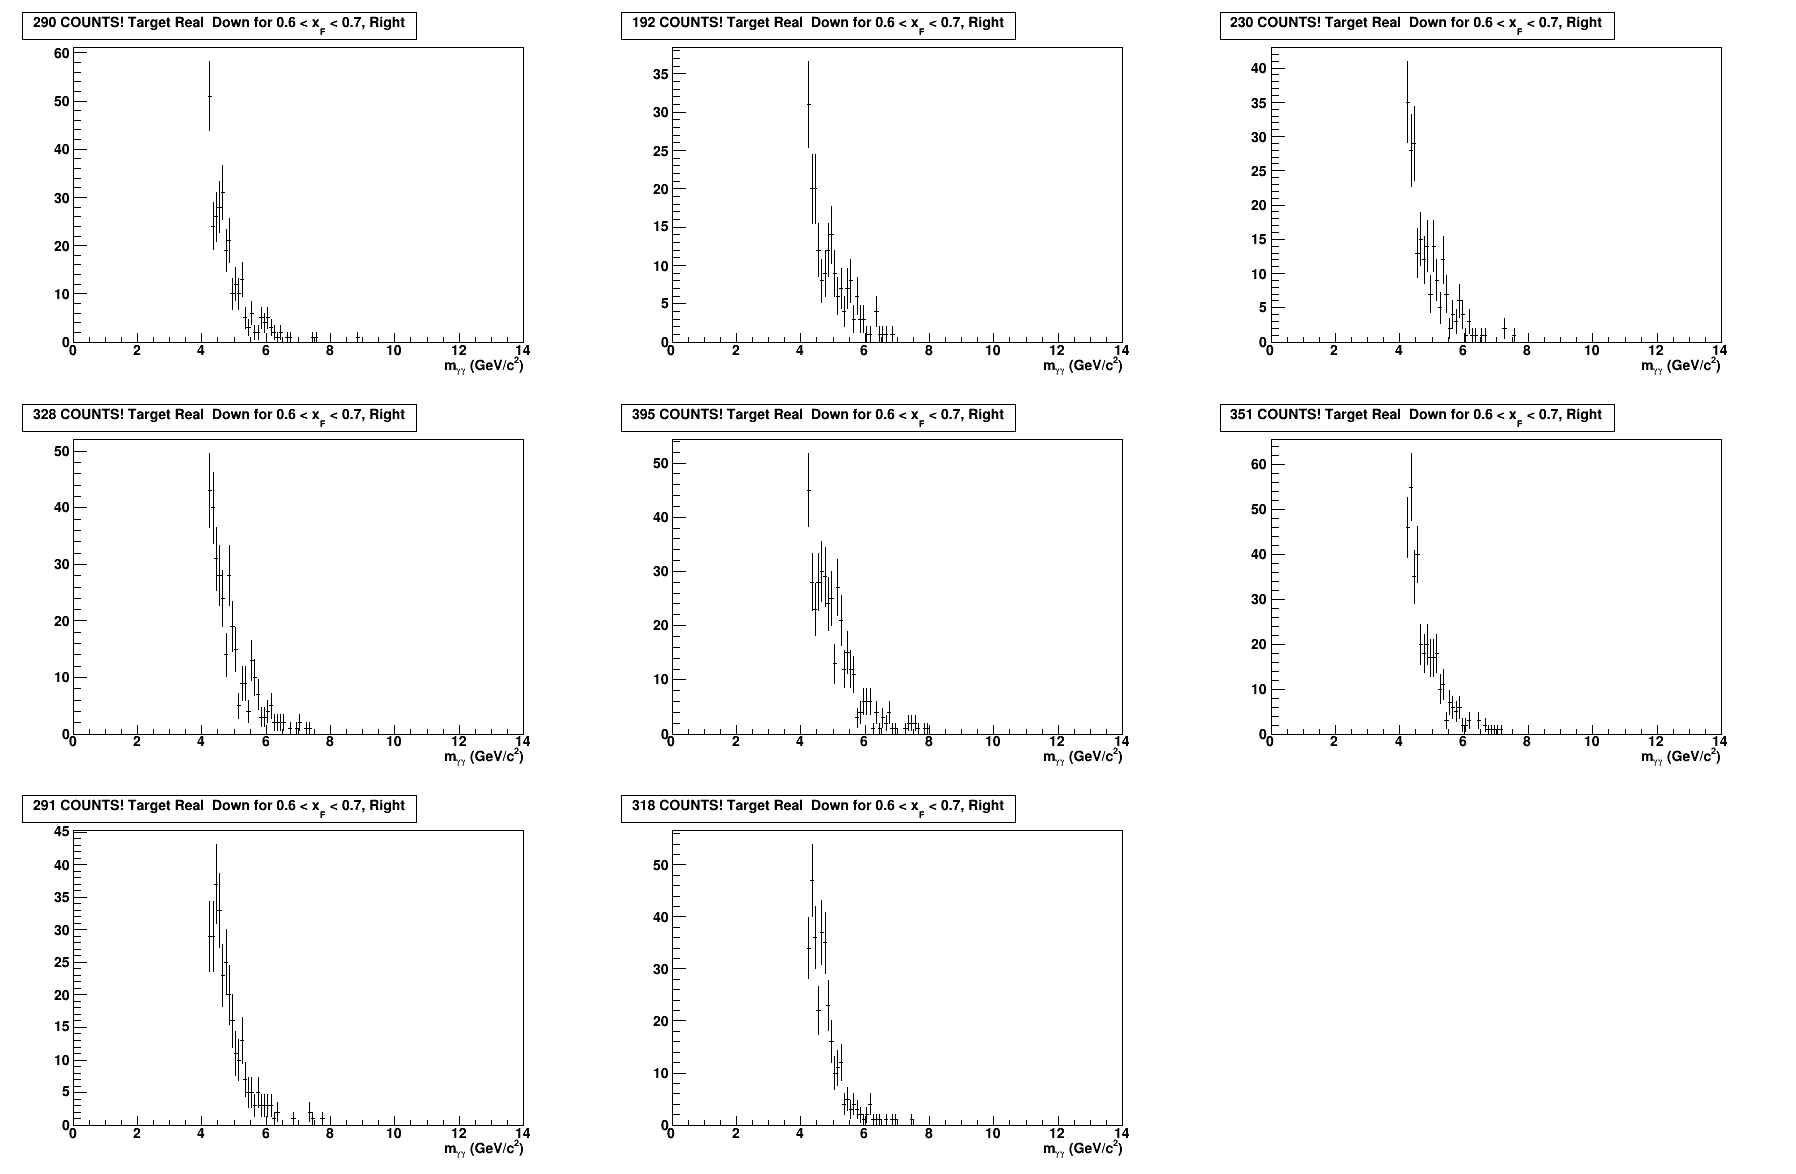 290 COUNTS! Target Real Down for 0.6 < x_F < 0.7, Right
60
50
40
30
20
10
0
0 2 4 6 8 10 12 14
m_γγ (GeV/c²)
192 COUNTS! Target Real Down for 0.6 < x_F < 0.7, Right
35
30
25
20
15
10
5
0
0 2 4 6 8 10 12 14
m_γγ (GeV/c²)
230 COUNTS! Target Real Down for 0.6 < x_F < 0.7, Right
40
35
30
25
20
15
10
5
0
0 2 4 6 8 10 12 14
m_γγ (GeV/c²)
328 COUNTS! Target Real Down for 0.6 < x_F < 0.7, Right
50
40
30
20
10
0
0 2 4 6 8 10 12 14
m_γγ (GeV/c²)
395 COUNTS! Target Real Down for 0.6 < x_F < 0.7, Right
50
40
30
20
10
0
0 2 4 6 8 10 12 14
m_γγ (GeV/c²)
351 COUNTS! Target Real Down for 0.6 < x_F < 0.7, Right
60
50
40
30
20
10
0
0 2 4 6 8 10 12 14
m_γγ (GeV/c²)
291 COUNTS! Target Real Down for 0.6 < x_F < 0.7, Right
45
40
35
30
25
20
15
10
5
0
0 2 4 6 8 10 12 14
m_γγ (GeV/c²)
318 COUNTS! Target Real Down for 0.6 < x_F < 0.7, Right
50
40
30
20
10
0
0 2 4 6 8 10 12 14
m_γγ (GeV/c²)